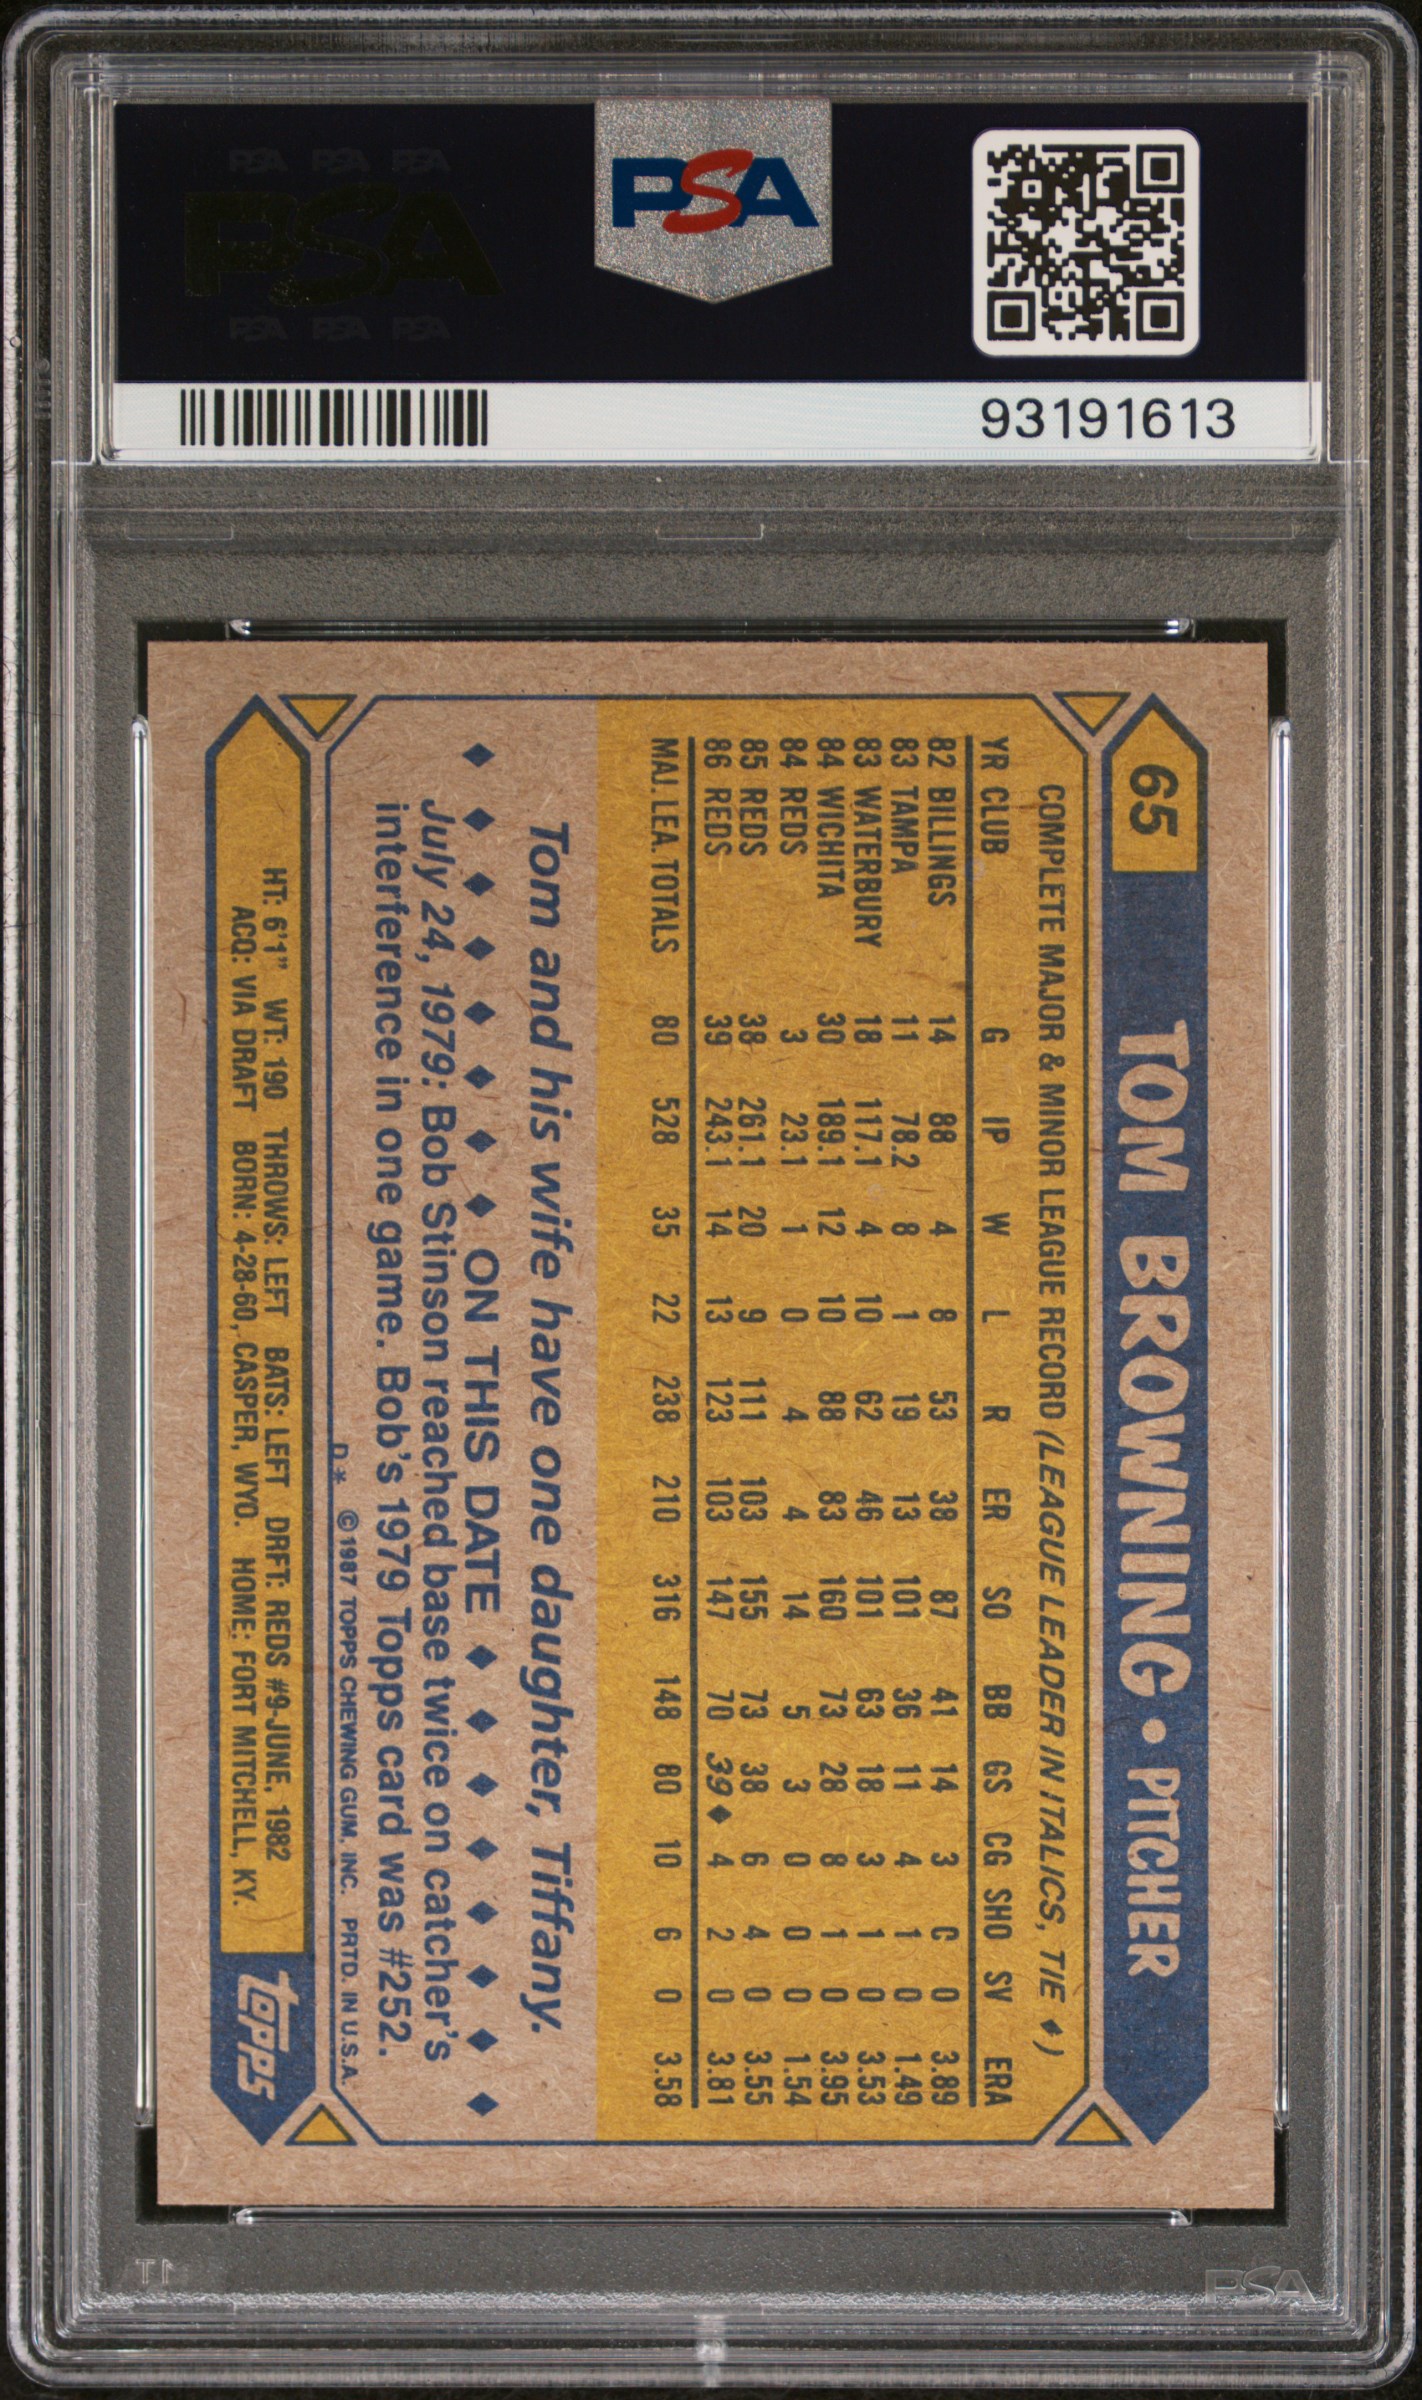 PSA PSA PSA
PSA
PSA PSA PSA
PSA
93191613
65 TOM BROWNING • PITCHER
COMPLETE MAJOR & MINOR LEAGUE RECORD (LEAGUE LEADER IN ITALICS, TIE ♦)
YR CLUB G IP W L R ER SO BB GS CG SHO SV ERA
82 BILLINGS 14 88 4 8 53 38 87 41 14 3 0 0 3.89
83 TAMPA 11 78.2 8 1 19 13 101 36 11 4 1 0 1.49
83 WATERBURY 18 117.1 4 10 62 46 101 63 18 3 1 0 3.53
84 WICHITA 30 189.1 12 10 88 83 160 73 28 8 1 0 3.95
84 REDS 3 23.1 1 0 4 4 14 5 3 0 0 0 1.54
85 REDS 38 261.1 20 9 111 103 155 73 38 6 4 0 3.55
86 REDS 39 243.1 14 13 123 103 147 70 39♦ 4 2 0 3.81
MAJ. LEA. TOTALS 80 528 35 22 238 210 316 148 80 10 6 0 3.58
Tom and his wife have one daughter, Tiffany.
♦ ♦ ♦ ♦ ♦ ♦ ♦ ♦ ON THIS DATE ♦ ♦ ♦ ♦ ♦ ♦ ♦ ♦
July 24, 1979: Bob Stinson reached base twice on catcher's
interference in one game. Bob's 1979 Topps card was #252.
D* © 1987 TOPPS CHEWING GUM, INC. PRTD. IN U.S.A.
HT: 6'1" WT: 190 THROWS: LEFT BATS: LEFT DRFT: REDS #9-JUNE, 1982
ACQ: VIA DRAFT BORN: 4-28-60, CASPER, WYO. HOME: FORT MITCHELL, KY.
topps
PSA